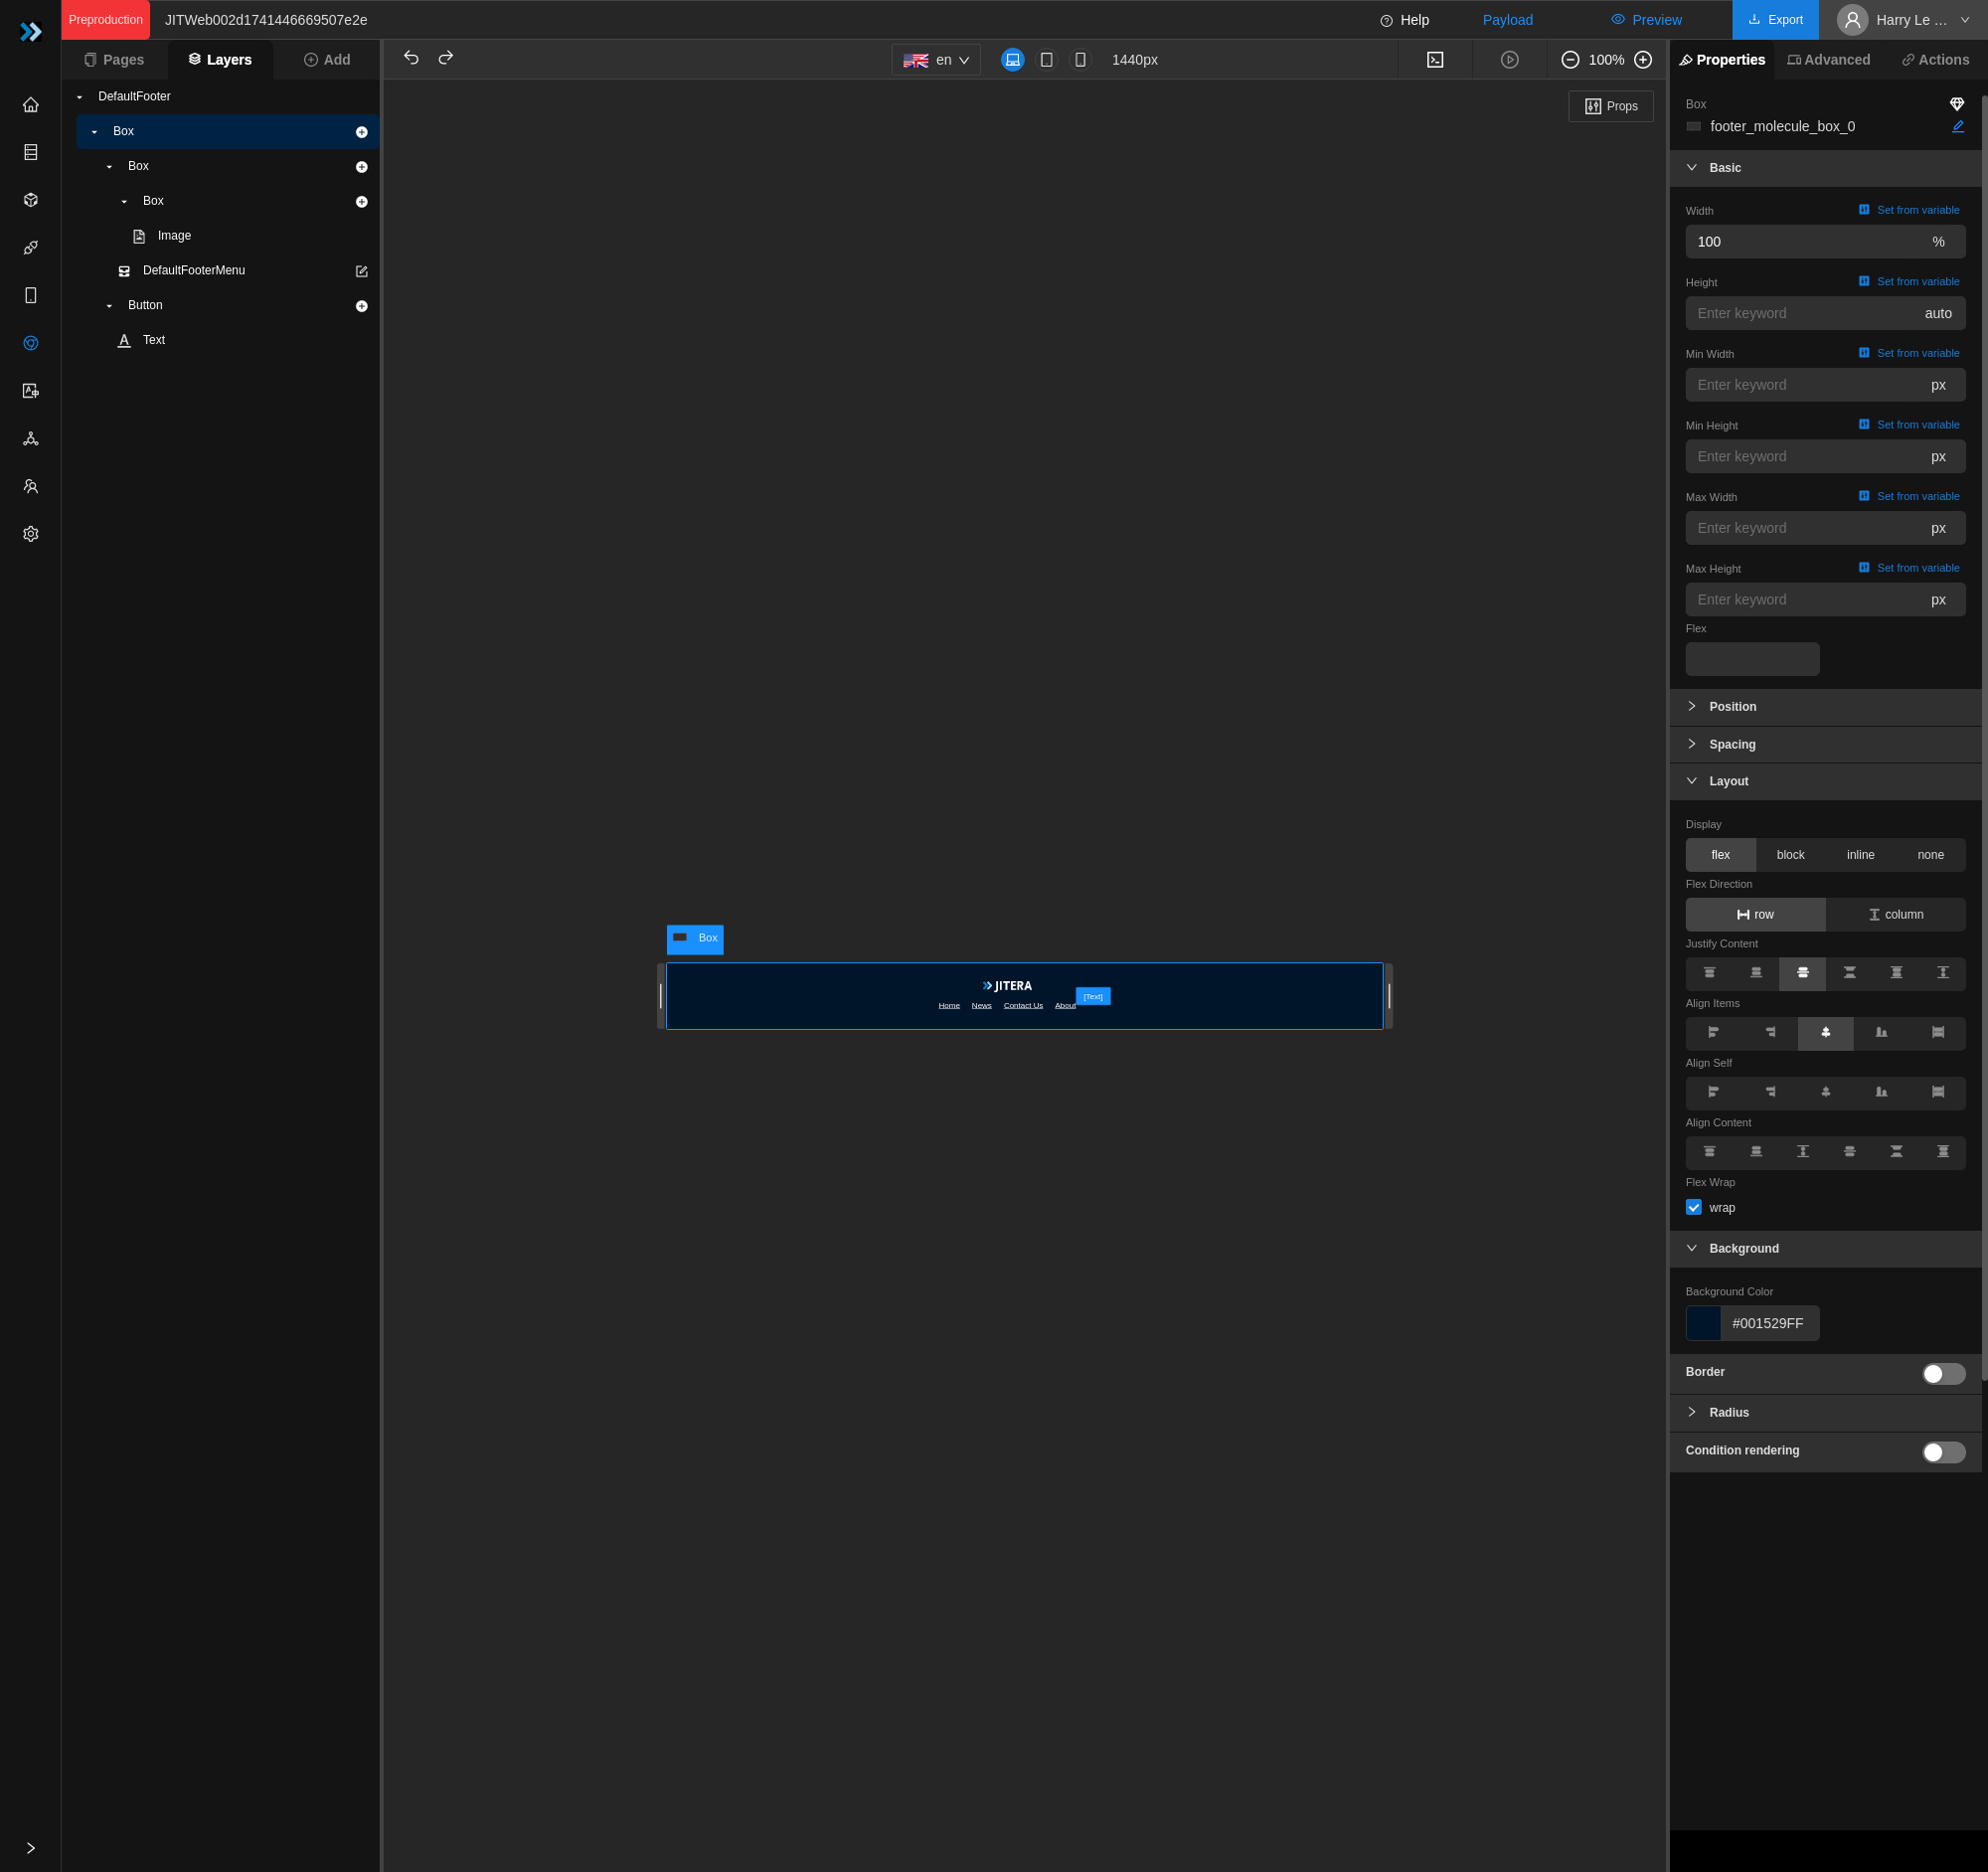 Preproduction
JITWeb002d1741446669507e2e
Help
Payload
Preview
Export
Harry Le ...
Pages
Layers
Add
en
1440px
100%
Properties
Advanced
Actions
DefaultFooter
Box
Box
Box
Image
DefaultFooterMenu
Button
Text
Props
Box
JITERA
Home News Contact Us About
[Text]
Box
footer_molecule_box_0
Basic
Width
Set from variable
100
%
Height
Set from variable
Enter keyword
auto
Min Width
Set from variable
Enter keyword
px
Min Height
Set from variable
Enter keyword
px
Max Width
Set from variable
Enter keyword
px
Max Height
Set from variable
Enter keyword
px
Flex
Position
Spacing
Layout
Display
flex block inline none
Flex Direction
row column
Justify Content
Align Items
Align Self
Align Content
Flex Wrap
wrap
Background
Background Color
#001529FF
Border
Radius
Condition rendering